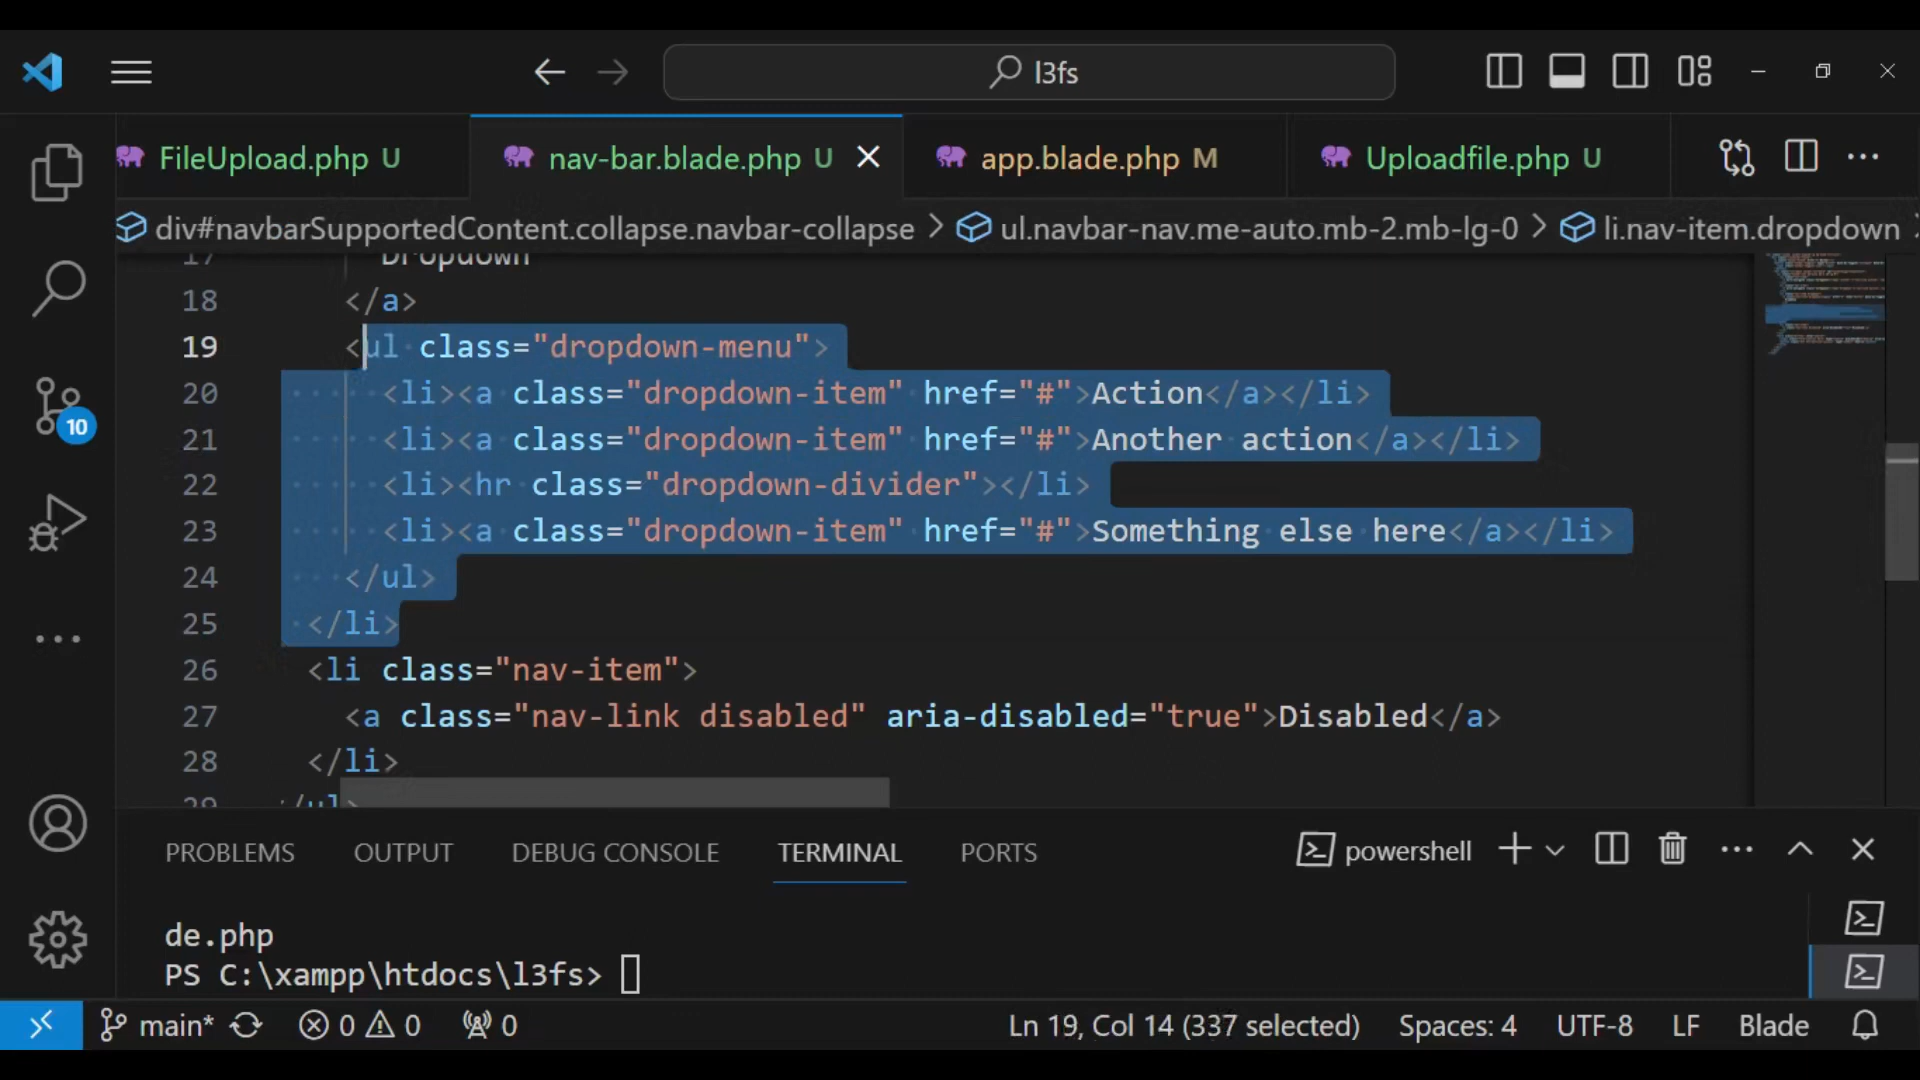 l3fs
FileUpload.php U
nav-bar.blade.php U
app.blade.php M
Uploadfile.php U
div#navbarSupportedContent.collapse.navbar-collapse > ul.navbar-nav.me-auto.mb-2.mb-lg-0 > li.nav-item.dropdown
17 Dropdown
18 </a>
19 <ul class="dropdown-menu">
20 <li><a class="dropdown-item" href="#">Action</a></li>
21 <li><a class="dropdown-item" href="#">Another action</a></li>
22 <li><hr class="dropdown-divider"></li>
23 <li><a class="dropdown-item" href="#">Something else here</a></li>
24 </ul>
25 </li>
26 <li class="nav-item">
27 <a class="nav-link disabled" aria-disabled="true">Disabled</a>
28 </li>
29 </ul>
10
PROBLEMS OUTPUT DEBUG CONSOLE TERMINAL PORTS powershell
de.php
PS C:\xampp\htdocs\l3fs>
main* 0 0 0 Ln 19, Col 14 (337 selected) Spaces: 4 UTF-8 LF Blade